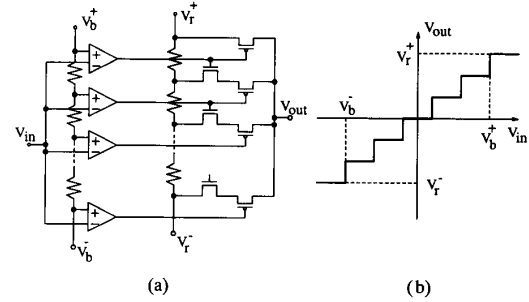 (a)
V_b^+
V_r^+
+
−
+
−
+
−
+
−
V_in
V_out
V_b^-
V_r^-
(a)
(b)
V_out
V_r^+
V_b^-
V_b^+
V_in
V_r^-
(b)